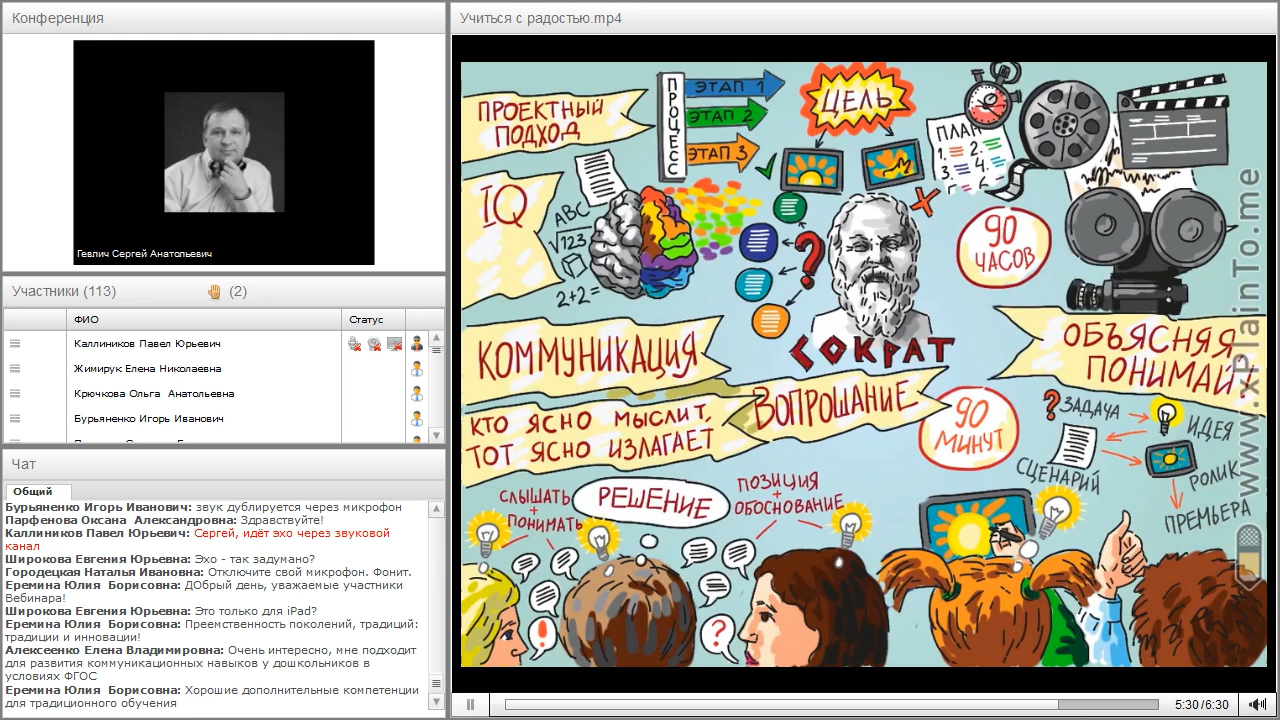 Конференция
Гевлич Сергей Анатольевич
Участники (113)
(2)
ФИО
Статус
Каллиников Павел Юрьевич
Жимирук Елена Николаевна
Крючкова Ольга Анатольевна
Бурьяненко Игорь Иванович
Чат
Общий
Бурьяненко Игорь Иванович: звук дублируется через микрофон
Парфенова Оксана Александровна: Здравствуйте!
Каллиников Павел Юрьевич: Сергей, идёт эхо через звуковой
канал
Широкова Евгения Юрьевна: Эхо - так задумано?
Городецкая Наталья Ивановна: Отключите свой микрофон. Фонит.
Еремина Юлия Борисовна: ДОбрый день, уважаемые участники
Вебинара!
Широкова Евгения Юрьевна: Это только для iPad?
Еремина Юлия Борисовна: Преемственность поколений, традиций:
традиции и инновации!
Алексеенко Елена Владимировна: Очень интересно, мне подходит
для развития коммуникационных навыков у дошкольников в
условиях ФГОС
Еремина Юлия Борисовна: Хорошие дополнительные компетенции
для традиционного обучения
Учиться с радостью.mp4
ПРОЕКТНЫЙ
ПОДХОД
ПРОЦЕСС
ЭТАП 1
ЭТАП 2
ЭТАП 3
ЦЕЛЬ
ПЛАН
1.
2.
3.
4.
IQ
ABC
√123
2+2=
?
СОКРАТ
90
ЧАСОВ
КОММУНИКАЦИЯ
КТО ЯСНО МЫСЛИТ,
ТОТ ЯСНО ИЗЛАГАЕТ
ВОПРОШАНИЕ
90
МИНУТ
ОБЪЯСНЯЯ
ПОНИМАЙ
? ЗАДАЧА
ИДЕЯ
СЦЕНАРИЙ
РОЛИК
ПРЕМЬЕРА
СЛЫШАТЬ
+
ПОНИМАТЬ
РЕШЕНИЕ
ПОЗИЦИЯ
+
ОБОСНОВАНИЕ
!
?
www.xPlainTo.me
5:30/6:30